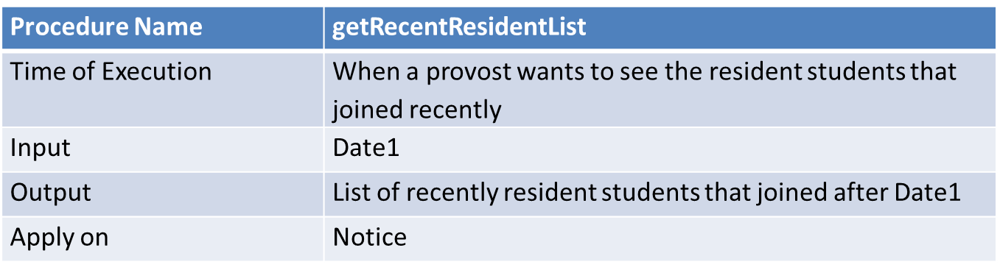 Procedure Name getRecentResidentList
Time of Execution When a provost wants to see the resident students that
joined recently
Input Date1
Output List of recently resident students that joined after Date1
Apply on Notice